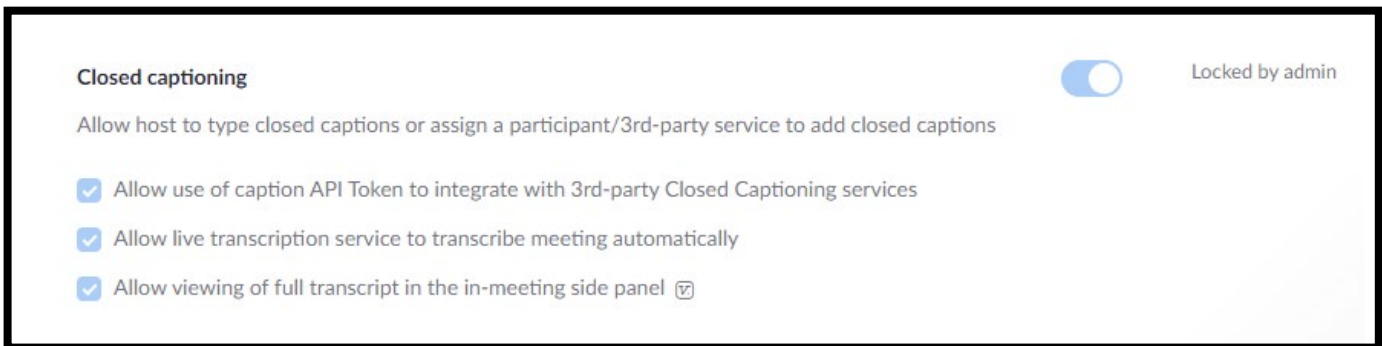 Closed captioning
Locked by admin
Allow host to type closed captions or assign a participant/3rd-party service to add closed captions
Allow use of caption API Token to integrate with 3rd-party Closed Captioning services
Allow live transcription service to transcribe meeting automatically
Allow viewing of full transcript in the in-meeting side panel